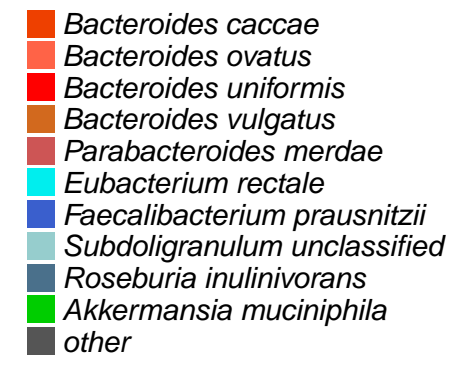 Bacteroides caccae
Bacteroides ovatus
Bacteroides uniformis
Bacteroides vulgatus
Parabacteroides merdae
Eubacterium rectale
Faecalibacterium prausnitzii
Subdoligranulum unclassified
Roseburia inulinivorans
Akkermansia muciniphila
other